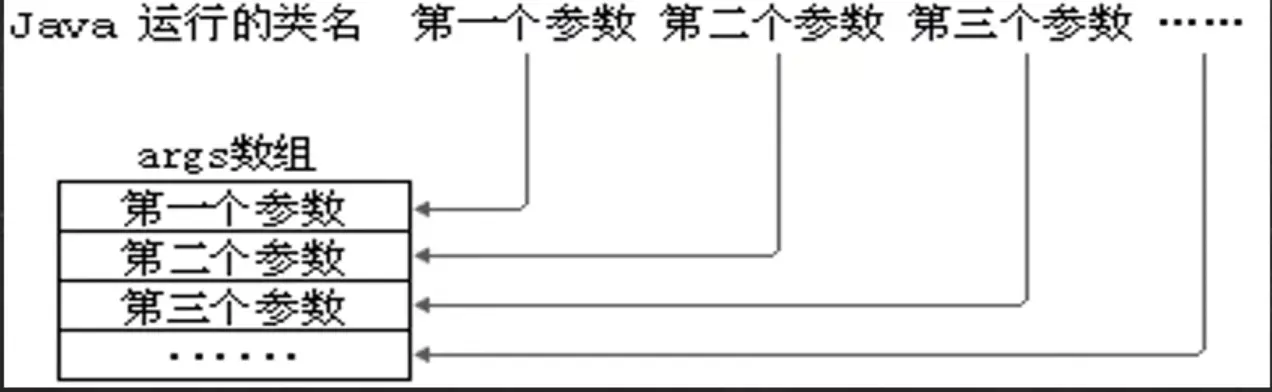 Java 运行的类名 第一个参数 第二个参数 第三个参数 ……
args数组
第一个参数
第二个参数
第三个参数
……